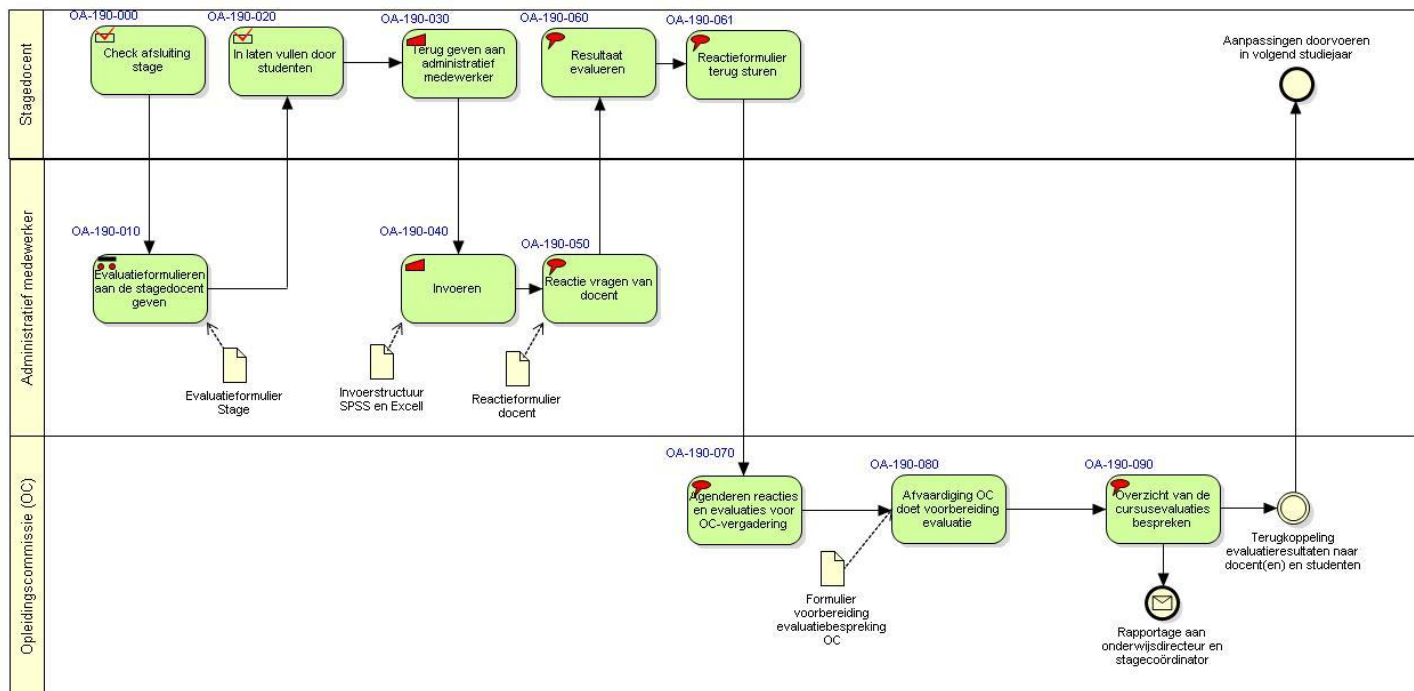 Stagedocent
OA-190-000
Check afsluiting
stage
OA-190-020
In laten vullen door
studenten
OA-190-030
Terug geven aan
administratief
medewerker
OA-190-060
Resultaat
evalueren
OA-190-061
Reactieformulier
terug sturen
Aanpassingen doorvoeren
in volgend studiejaar
Administratief medewerker
OA-190-010
Evaluatieformulieren
aan de stagedocent
geven
Evaluatieformulier
Stage
OA-190-040
Invoeren
Invoerstructuur
SPSS en Excell
OA-190-050
Reactie vragen van
docent
Reactieformulier
docent
Opleidingscommissie (OC)
OA-190-070
Agenderen reacties
en evaluaties voor
OC-vergadering
OA-190-080
Afvaardiging OC
doet voorbereiding
evaluatie
Formulier
voorbereiding
evaluatiebespreking
OC
OA-190-090
Overzicht van de
cursusevaluaties
bespreken
Terugkoppeling
evaluatieresultaten naar
docent(en) en studenten
Rapportage aan
onderwijsdirecteur en
stagecoördinator